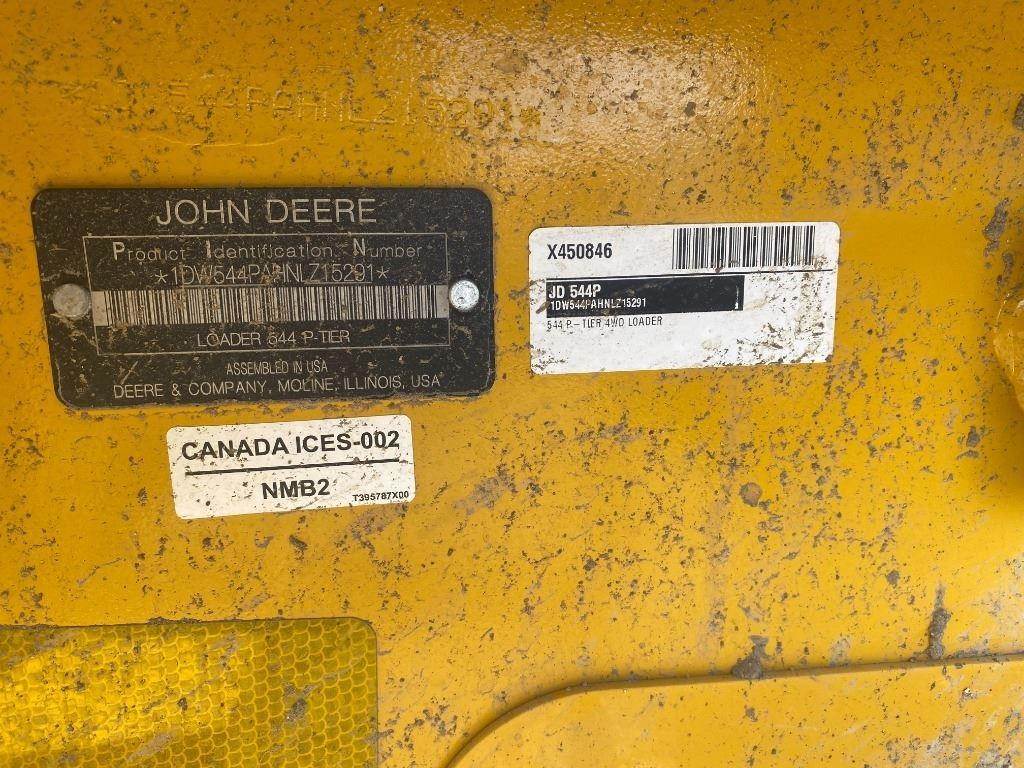 544PAHNLZ15291*
JOHN DEERE
Product Identification Number
*1DW544PAHNLZ15291*
LOADER 544 P-TIER
ASSEMBLED IN USA
DEERE & COMPANY, MOLINE, ILLINOIS, USA
X450846
JD 544P
1DW544PAHNLZ15291
544 P-TIER 4WD LOADER
CANADA ICES-002
NMB2
T395787X00